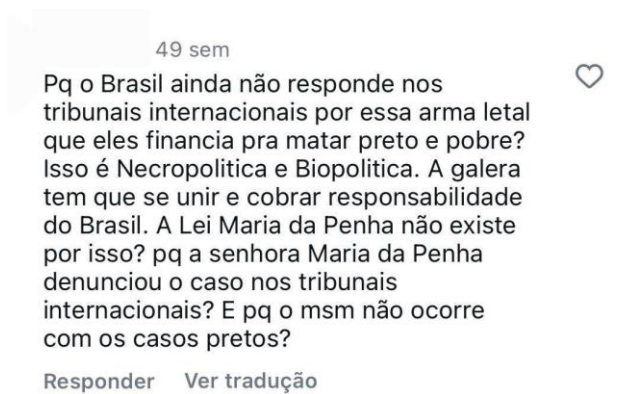 49 sem
Pq o Brasil ainda não responde nos
tribunais internacionais por essa arma letal
que eles financia pra matar preto e pobre?
Isso é Necropolitica e Biopolitica. A galera
tem que se unir e cobrar responsabilidade
do Brasil. A Lei Maria da Penha não existe
por isso? pq a senhora Maria da Penha
denunciou o caso nos tribunais
internacionais? E pq o msm não ocorre
com os casos pretos?
Responder Ver tradução